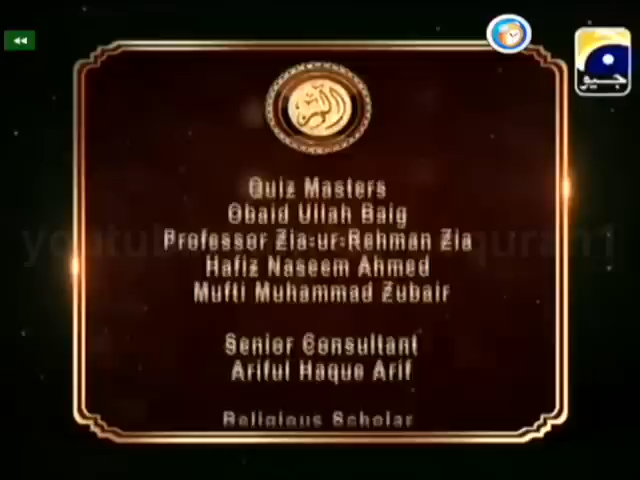 جیو
Quiz Masters
Obaid Ullah Baig
Professor Zia-ur-Rehman Zia
Hafiz Naseem Ahmed
Mufti Muhammad Zubair
Senior Consultant
Ariful Haque Arif
Religious Scholar